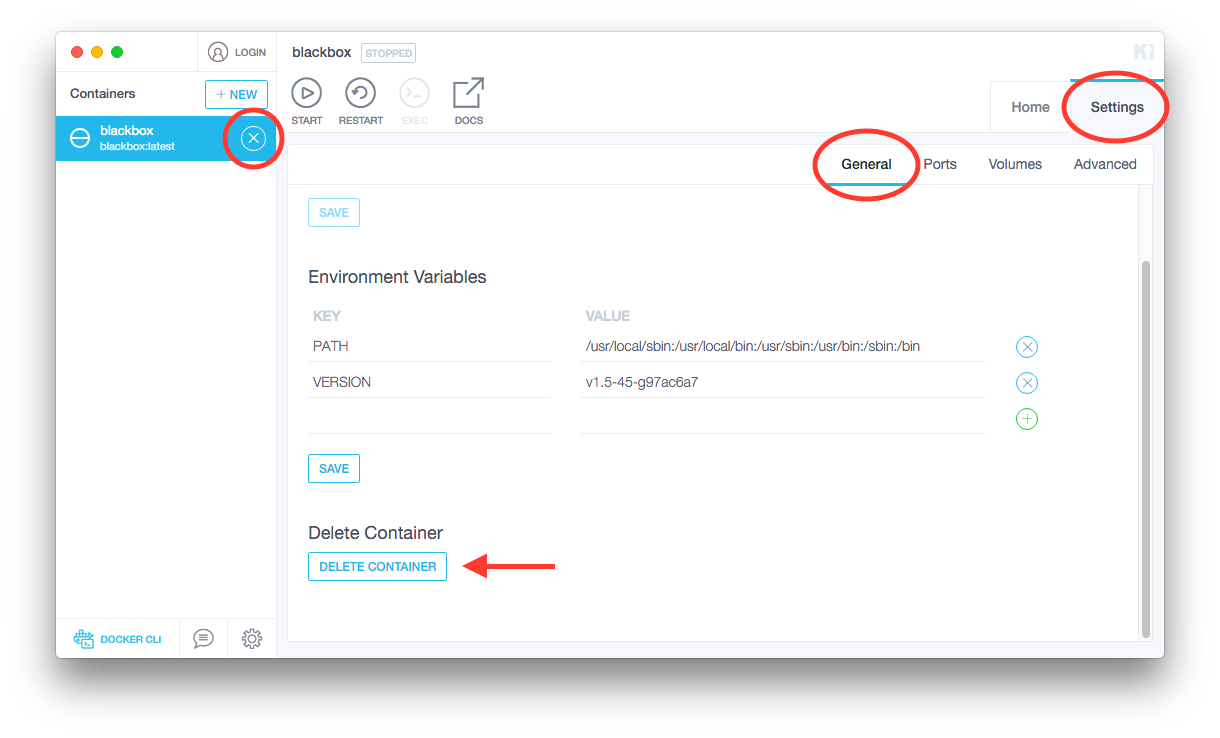 LOGIN
blackbox STOPPED
Containers
+ NEW
START
RESTART
EXEC
DOCS
Home
Settings
blackbox
blackbox:latest
General
Ports
Volumes
Advanced
SAVE
Environment Variables
KEY VALUE
PATH /usr/local/sbin:/usr/local/bin:/usr/sbin:/usr/bin:/sbin:/bin
VERSION v1.5-45-g97ac6a7
SAVE
Delete Container
DELETE CONTAINER
DOCKER CLI